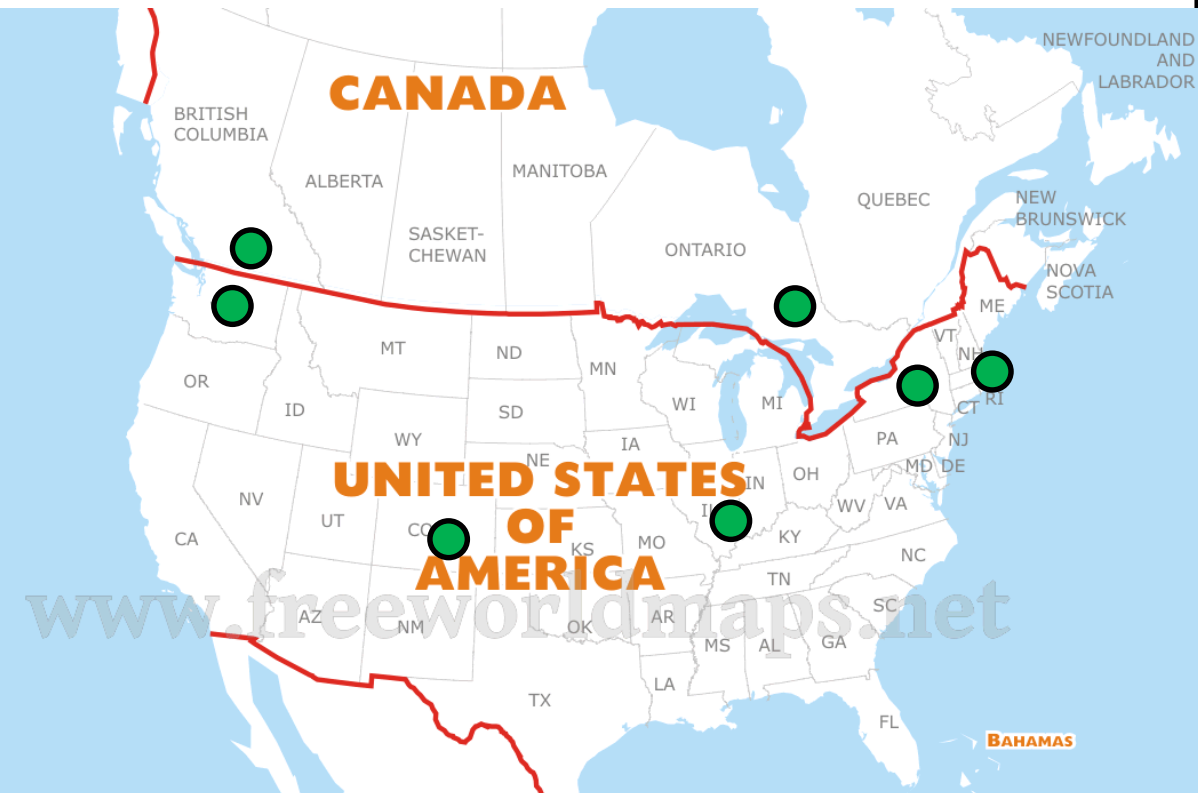 NEWFOUNDLAND
AND
LABRADOR
CANADA
BRITISH
COLUMBIA
ALBERTA
MANITOBA
SASKET-
CHEWAN
ONTARIO
QUEBEC
NEW
BRUNSWICK
NOVA
SCOTIA
ME
VT
NH
MT
ND
MN
OR
ID
SD
WI
MI
CT
RI
WY
IA
PA
NJ
NE
MD
DE
UNITED STATES
OF
AMERICA
IN
OH
NV
UT
CO
IL
WV
VA
CA
KS
MO
KY
NC
TN
AZ
NM
OK
AR
SC
www.freeworldmaps.net
MS
AL
GA
TX
LA
FL
BAHAMAS